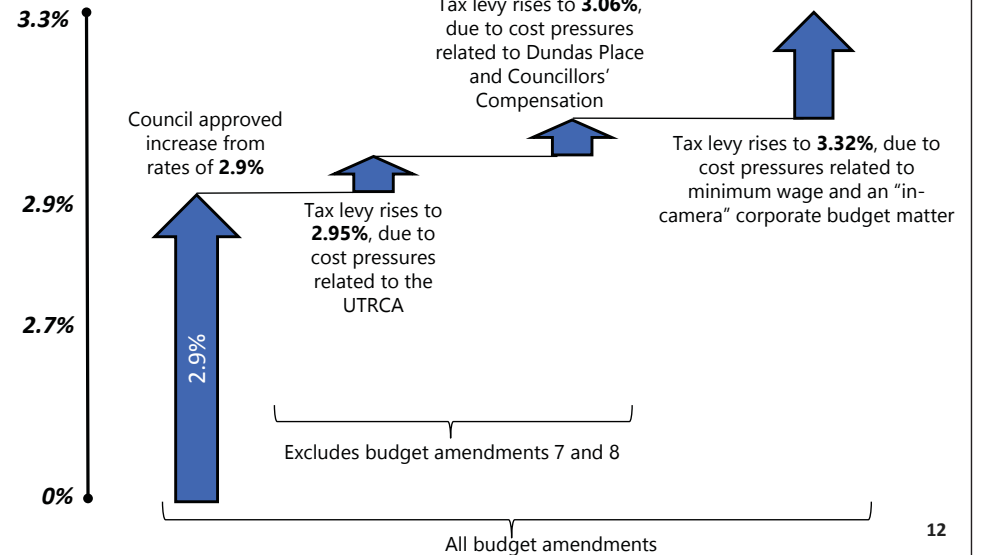 3.3%
Tax levy rises to 3.06%,
due to cost pressures
related to Dundas Place
and Councillors'
Compensation
Council approved
increase from
rates of 2.9%
Tax levy rises to 3.32%, due to
cost pressures related to
minimum wage and an “in-
camera” corporate budget matter
2.9%
Tax levy rises to
2.95%, due to
cost pressures
related to the
UTRCA
2.7%
2.9%
Excludes budget amendments 7 and 8
0%
12
All budget amendments